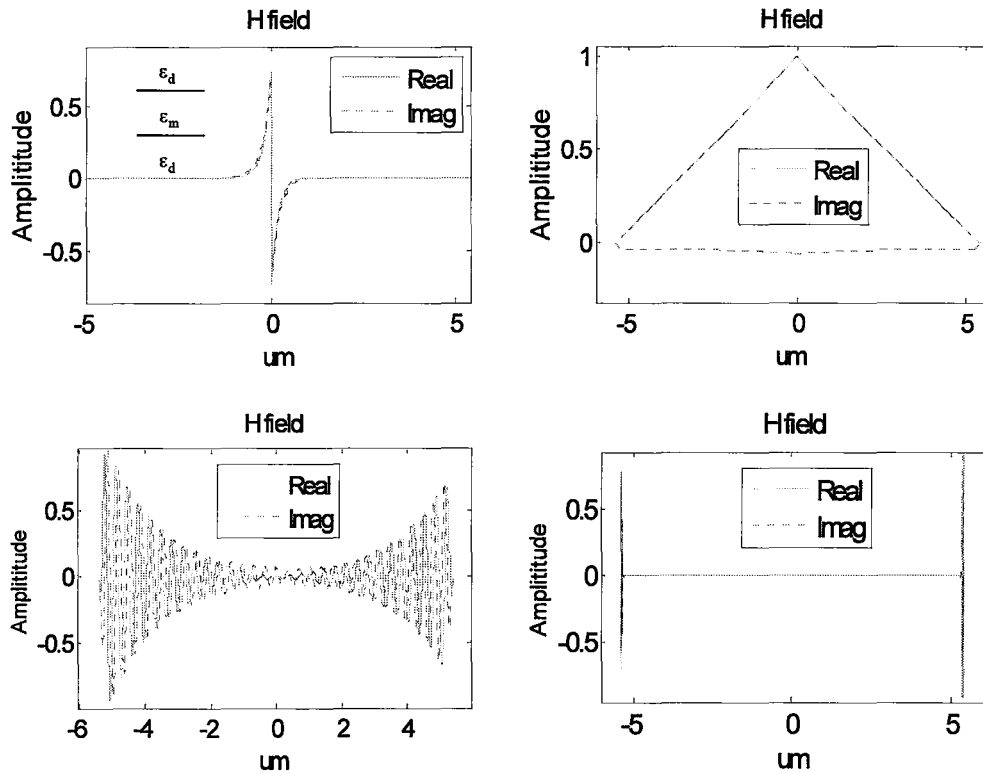 H field
0.5
0
-0.5
Amplititude
ε_d
ε_m
ε_d
Real
Imag
-5
0
5
um
H field
1
0.5
0
Amplititude
Real
Imag
-5
0
5
um
H field
0.5
0
-0.5
Amplititude
Real
Imag
-6
-4
-2
0
2
4
um
H field
0.5
0
-0.5
Amplititude
Real
Imag
-5
0
5
um